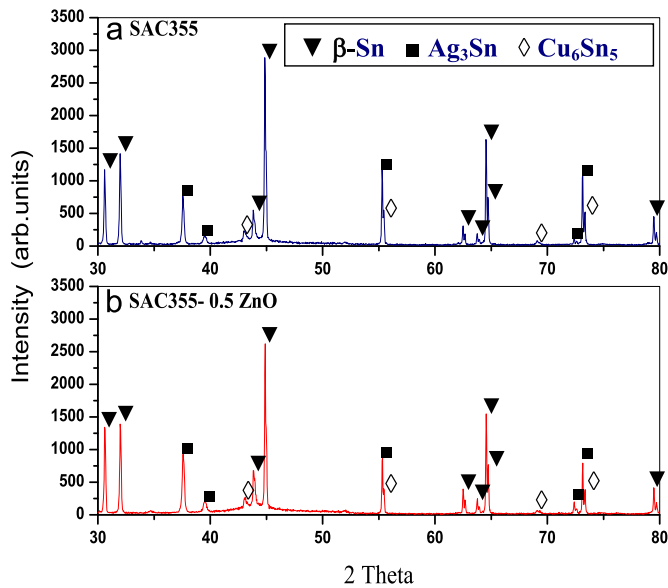 a SAC355
▼ β-Sn ■ Ag₃Sn ◊ Cu₆Sn₅
3500
3000
2500
2000
1500
1000
500
0
30 40 50 60 70 80
b SAC355- 0.5 ZnO
3500
3000
2500
2000
1500
1000
500
0
30 40 50 60 70 80
Intensity (arb.units)
2 Theta